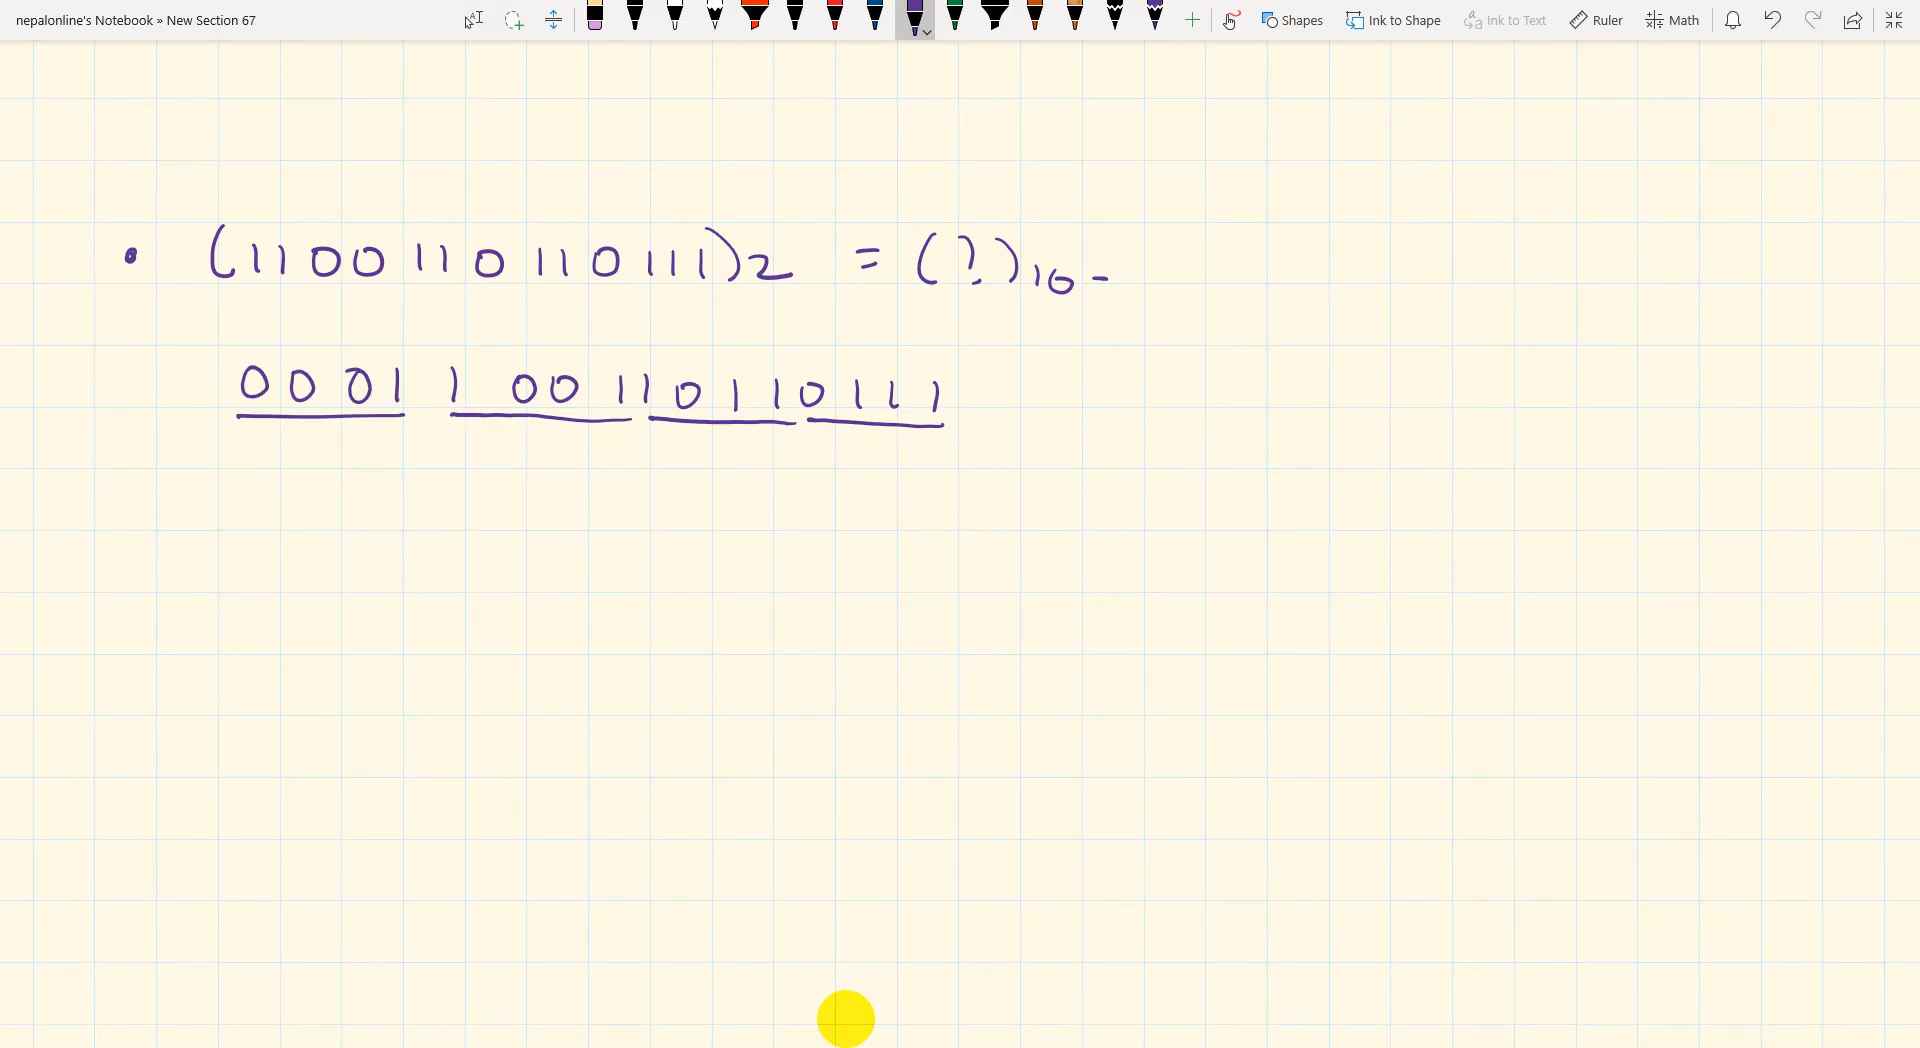 nepalonline's Notebook » New Section 67 Shapes Ink to Shape Ink to Text Ruler Math
• (1100110110111)2 = (?)16 -
0001 1001 1011 0111